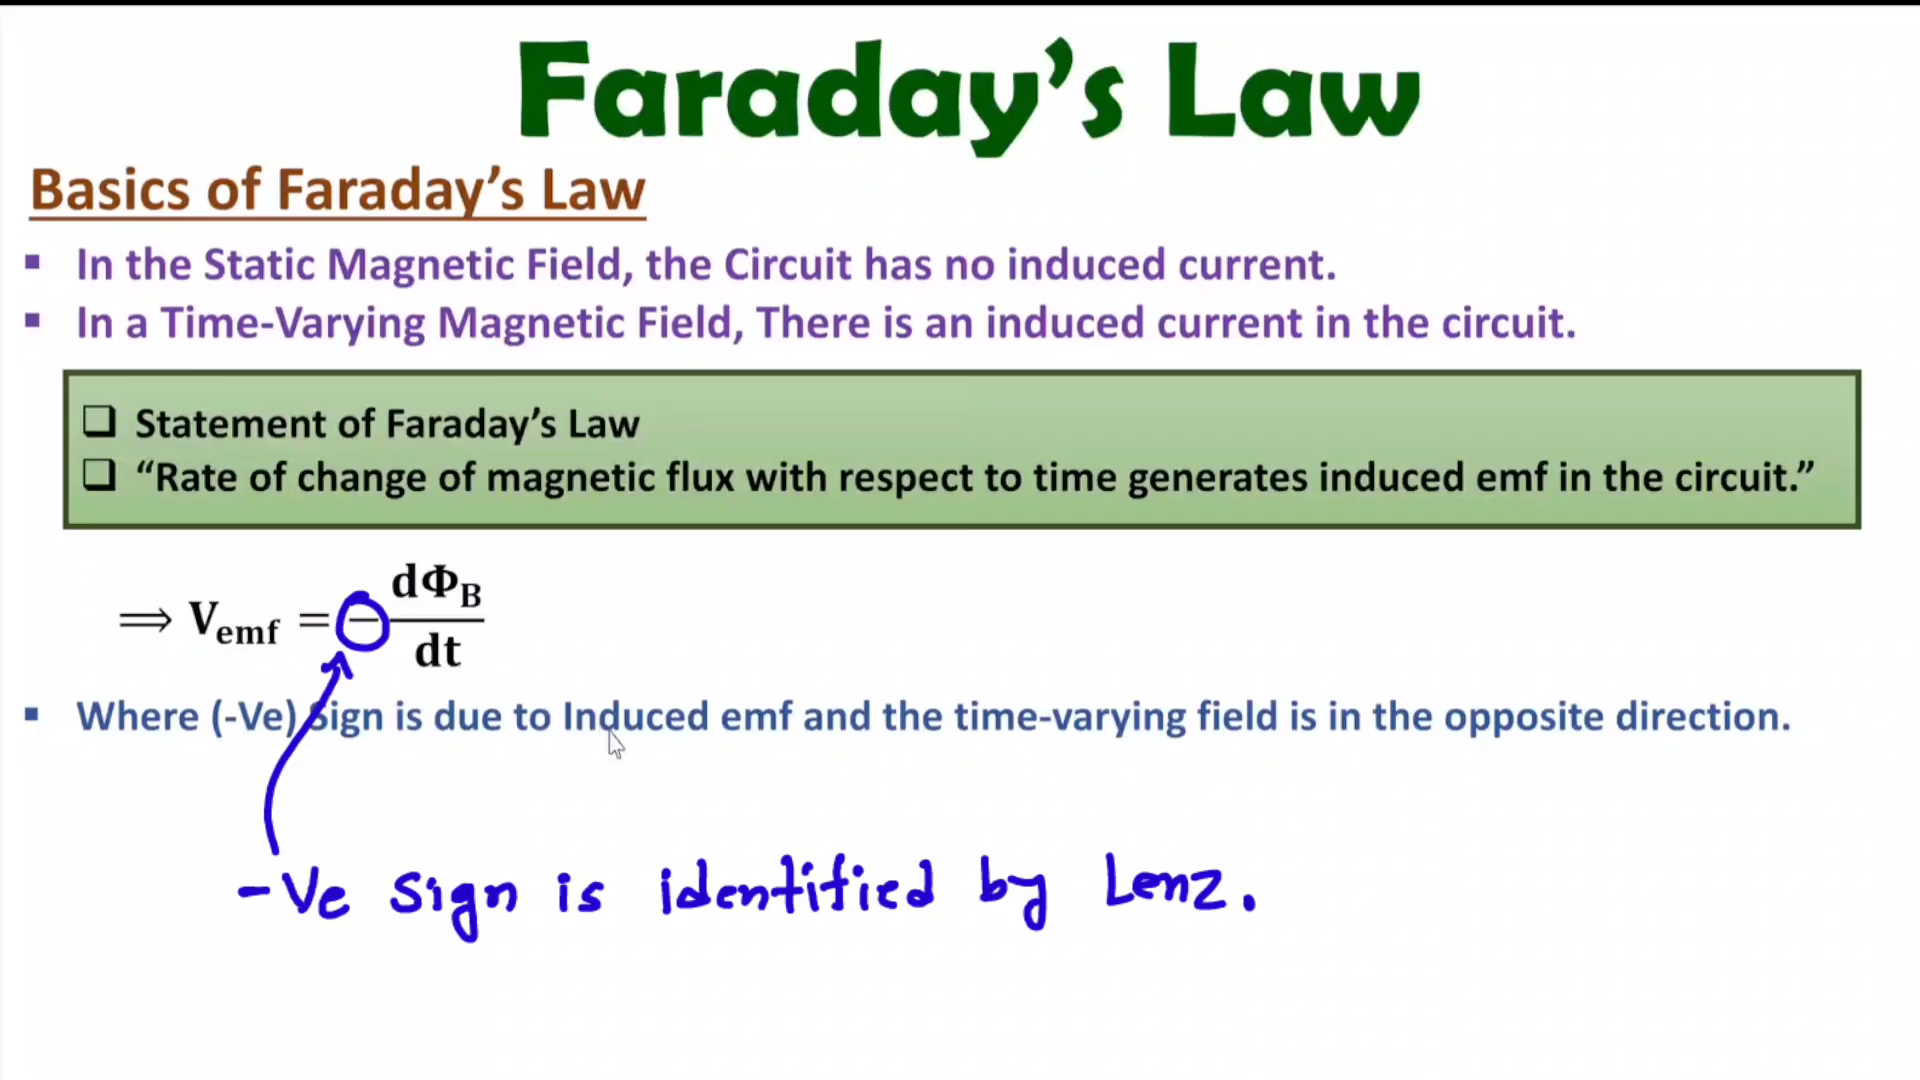 Faraday's Law
Basics of Faraday's Law
▪ In the Static Magnetic Field, the Circuit has no induced current.
▪ In a Time-Varying Magnetic Field, There is an induced current in the circuit.
❑ Statement of Faraday's Law
❑ “Rate of change of magnetic flux with respect to time generates induced emf in the circuit.”
⟹ V_emf = − dΦ_B / dt
▪ Where (-Ve) Sign is due to Induced emf and the time-varying field is in the opposite direction.
-Ve sign is identified by Lenz.